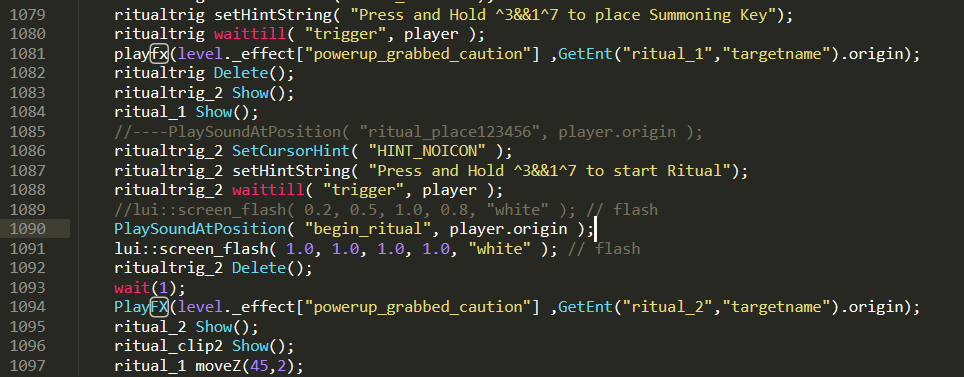 1079 ritualtrig setHintString( "Press and Hold ^3&&1^7 to place Summoning Key");
1080 ritualtrig waittill( "trigger", player );
1081 playfx(level._effect["powerup_grabbed_caution"] ,GetEnt("ritual_1","targetname").origin);
1082 ritualtrig Delete();
1083 ritualtrig_2 Show();
1084 ritual_1 Show();
1085 //----PlaySoundAtPosition( "ritual_place123456", player.origin );
1086 ritualtrig_2 SetCursorHint( "HINT_NOICON" );
1087 ritualtrig_2 setHintString( "Press and Hold ^3&&1^7 to start Ritual");
1088 ritualtrig_2 waittill( "trigger", player );
1089 //lui::screen_flash( 0.2, 0.5, 1.0, 0.8, "white" ); // flash
1090 PlaySoundAtPosition( "begin_ritual", player.origin );
1091 lui::screen_flash( 1.0, 1.0, 1.0, 1.0, "white" ); // flash
1092 ritualtrig_2 Delete();
1093 wait(1);
1094 PlayFX(level._effect["powerup_grabbed_caution"] ,GetEnt("ritual_2","targetname").origin);
1095 ritual_2 Show();
1096 ritual_clip2 Show();
1097 ritual_1 moveZ(45,2);